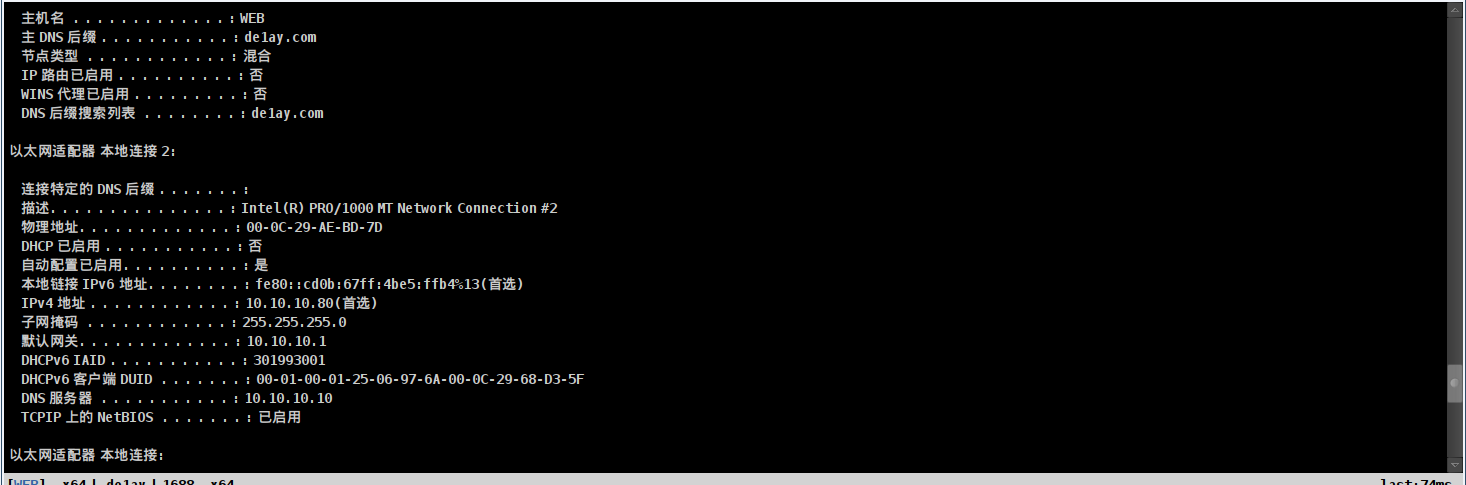 主机名 . . . . . . . . . . . . . . : WEB
主 DNS 后缀 . . . . . . . . . . . : de1ay.com
节点类型 . . . . . . . . . . . . . : 混合
IP 路由已启用 . . . . . . . . . . : 否
WINS 代理已启用 . . . . . . . . . : 否
DNS 后缀搜索列表 . . . . . . . . : de1ay.com
以太网适配器 本地连接 2:
连接特定的 DNS 后缀 . . . . . . . :
描述. . . . . . . . . . . . . . . : Intel(R) PRO/1000 MT Network Connection #2
物理地址. . . . . . . . . . . . . : 00-0C-29-AE-BD-7D
DHCP 已启用 . . . . . . . . . . . : 否
自动配置已启用. . . . . . . . . . : 是
本地链接 IPv6 地址. . . . . . . . : fe80::cd0b:67ff:4be5:ffb4%13(首选)
IPv4 地址 . . . . . . . . . . . . : 10.10.10.80(首选)
子网掩码 . . . . . . . . . . . . : 255.255.255.0
默认网关. . . . . . . . . . . . . : 10.10.10.1
DHCPv6 IAID . . . . . . . . . . . : 301993001
DHCPv6 客户端 DUID . . . . . . . : 00-01-00-01-25-06-97-6A-00-0C-29-68-D3-5F
DNS 服务器 . . . . . . . . . . . : 10.10.10.10
TCPIP 上的 NetBIOS . . . . . . . : 已启用
以太网适配器 本地连接:
[WEB] x64 | de1ay | 1688 x64 last:74ms